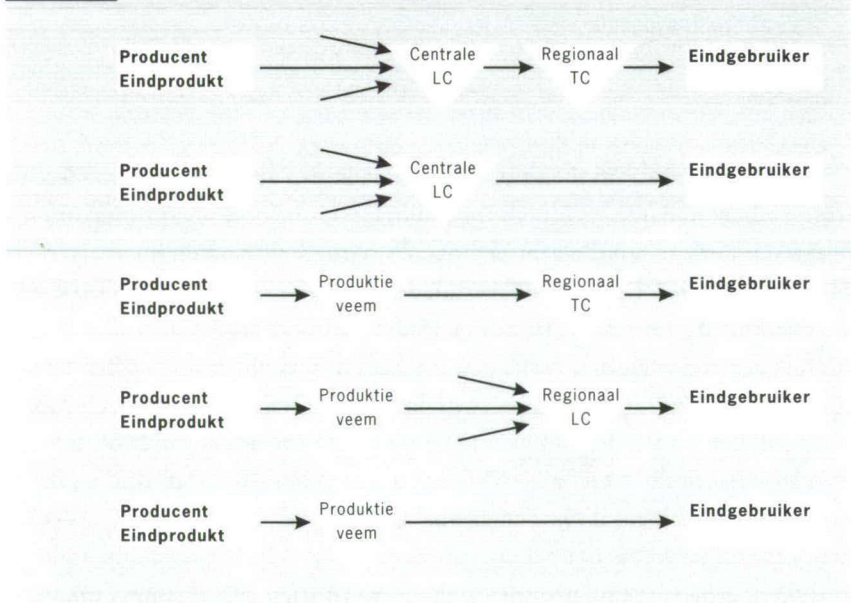 Producent
Eindprodukt
Centrale
LC
Regionaal
TC
Eindgebruiker
Producent
Eindprodukt
Centrale
LC
Eindgebruiker
Producent
Eindprodukt
Produktie
veem
Regionaal
TC
Eindgebruiker
Producent
Eindprodukt
Produktie
veem
Regionaal
LC
Eindgebruiker
Producent
Eindprodukt
Produktie
veem
Eindgebruiker